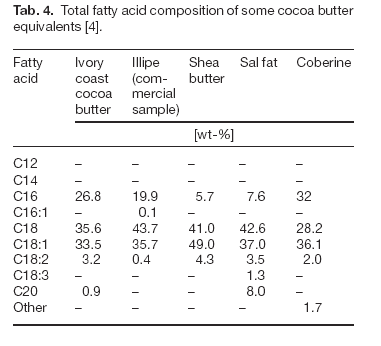 Tab. 4. Total fatty acid composition of some cocoa butter
equivalents [4].
Fatty Ivory Illipe Shea Sal fat Coberine
acid coast (com- butter
cocoa mercial
butter sample)
[wt-%]
C12 – – – – –
C14 – – – – –
C16 26.8 19.9 5.7 7.6 32
C16:1 – 0.1 – – –
C18 35.6 43.7 41.0 42.6 28.2
C18:1 33.5 35.7 49.0 37.0 36.1
C18:2 3.2 0.4 4.3 3.5 2.0
C18:3 – – – 1.3 –
C20 0.9 – – 8.0 –
Other – – – – 1.7